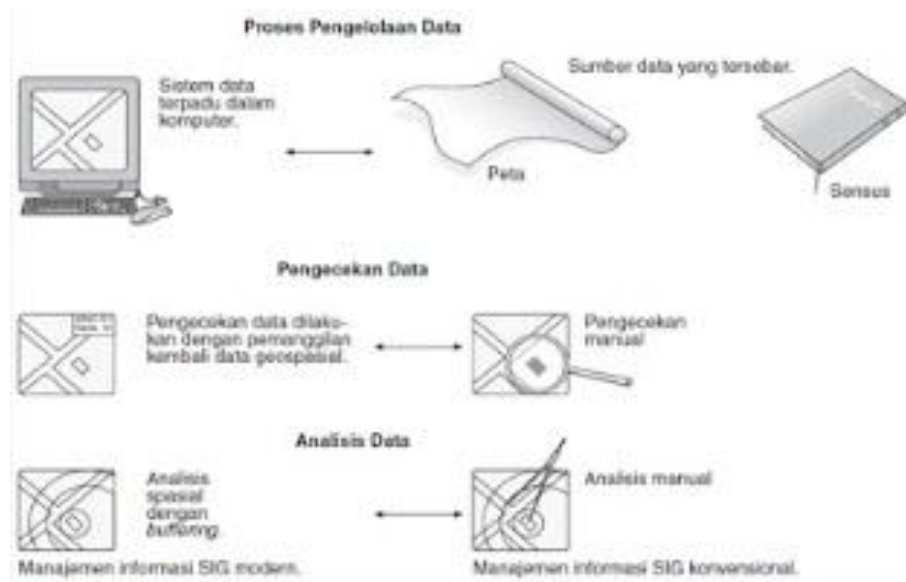 Proses Pengelolaan Data
Sistem data
terpadu dalam
komputer.
Sumber data yang tersebar.
Peta
Sensus
Pengecekan Data
Pengecekan data dilaku-
kan dengan pemanggilan
kembali data geospasial.
Pengecekan
manual
Analisis Data
Analisis
spasial
dengan
buffering.
Analisis manual
Manajemen informasi SIG modern.
Manajemen informasi SIG konvensional.